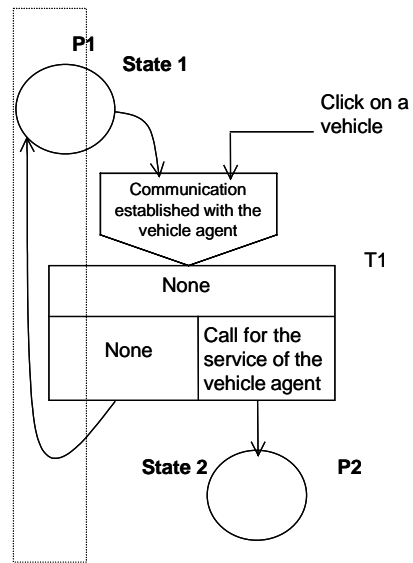 P1
State 1
Click on a
vehicle
Communication
established with the
vehicle agent
T1
None
None
Call for the
service of the
vehicle agent
State 2
P2